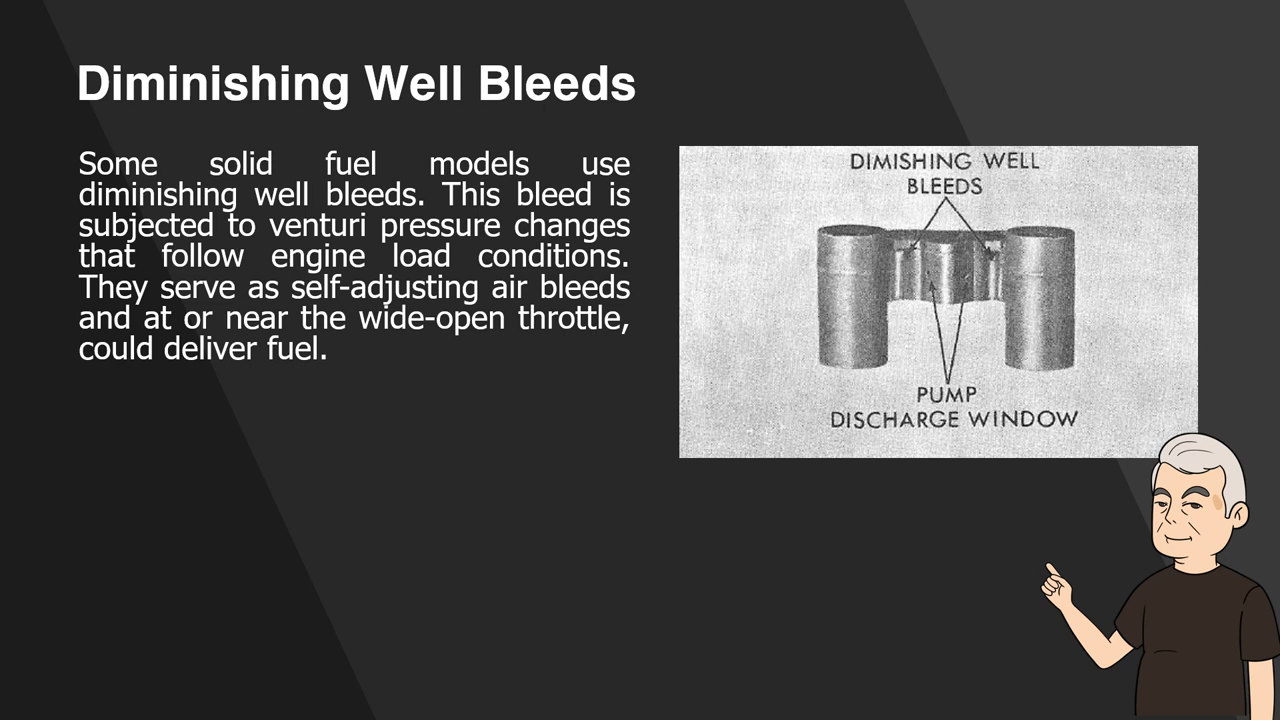 Diminishing Well Bleeds
Some solid fuel models use
diminishing well bleeds. This bleed is
subjected to venturi pressure changes
that follow engine load conditions.
They serve as self-adjusting air bleeds
and at or near the wide-open throttle,
could deliver fuel.
DIMISHING WELL
BLEEDS
PUMP
DISCHARGE WINDOW